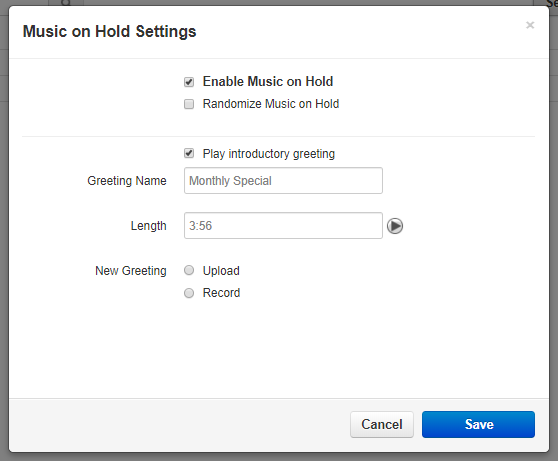 Music on Hold Settings ×
Enable Music on Hold
Randomize Music on Hold
Play introductory greeting
Greeting Name Monthly Special
Length 3:56
New Greeting Upload
Record
Cancel Save